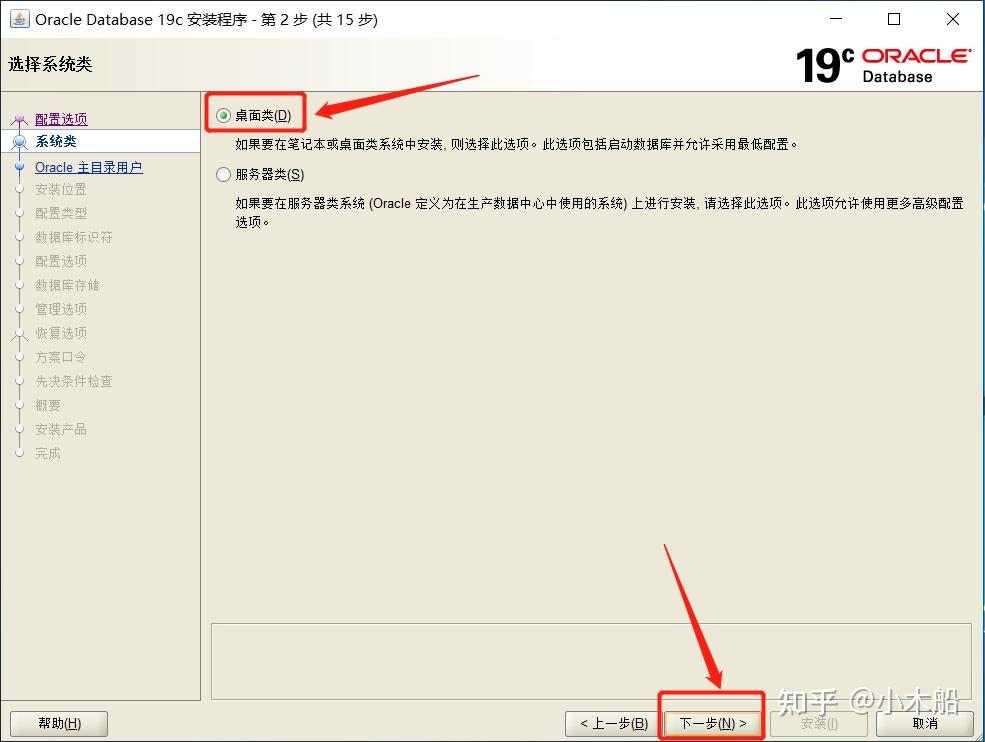 Oracle Database 19c 安装程序 - 第 2 步 (共 15 步)
选择系统类
19c ORACLE
Database
配置选项
系统类
Oracle 主目录用户
安装位置
配置类型
数据库标识符
配置选项
数据库存储
管理选项
恢复选项
方案口令
先决条件检查
概要
安装产品
完成
桌面类(D)
如果要在笔记本或桌面类系统中安装, 则选择此选项。此选项包括启动数据库并允许采用最低配置。
服务器类(S)
如果要在服务器类系统 (Oracle 定义为在生产数据中心中使用的系统) 上进行安装, 请选择此选项。此选项允许使用更多高级配置
选项。
知乎 @小木船
帮助(H)
< 上一步(B)
下一步(N) >
安装(I)
取消